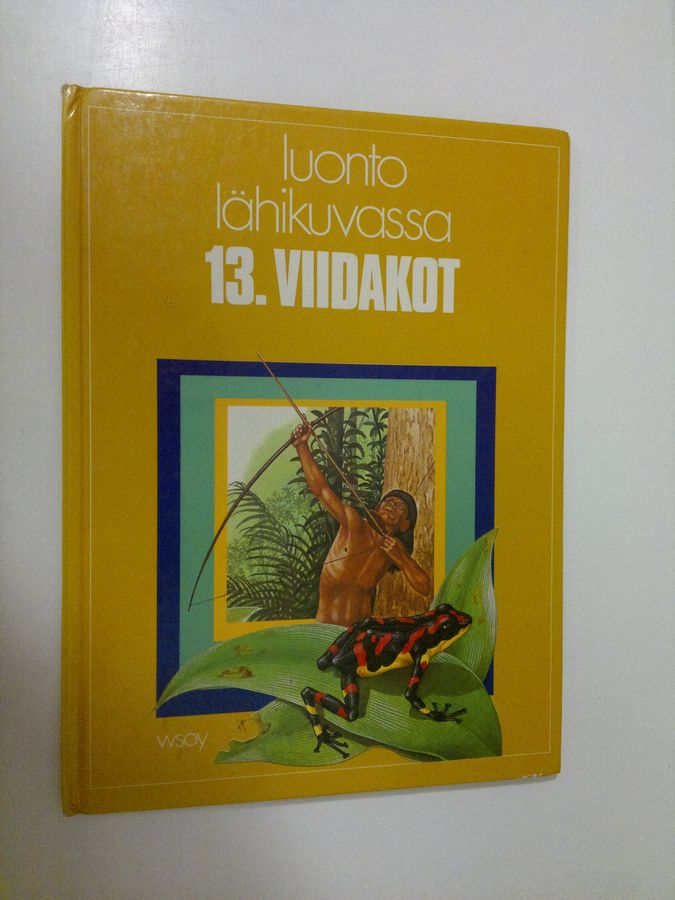 luonto
lähikuvassa
13. VIIDAKOT
wsoy